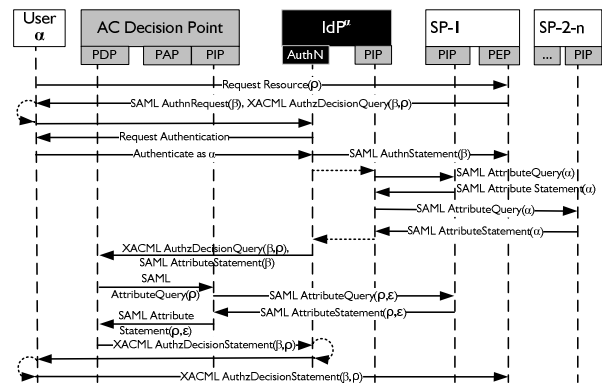 User
α
AC Decision Point
IdPα
SP-1
SP-2-n
PDP
PAP
PIP
AuthN
PIP
PIP
PEP
...
PIP
Request Resource(ρ)
SAML AuthnRequest(β), XACML AuthzDecisionQuery(β,ρ)
Request Authentication
Authenticate as α
SAML AuthnStatement(β)
SAML AttributeQuery(α)
SAML Attribute Statement(α)
SAML AttributeQuery(α)
SAML AttributeStatement(α)
XACML AuthzDecisionQuery(β,ρ),
SAML AttributeStatement(β)
SAML
AttributeQuery(ρ)
SAML AttributeQuery(ρ,ε)
SAML AttributeStatement(ρ,ε)
SAML Attribute
Statement(ρ,ε)
XACML AuthzDecisionStatement(β,ρ)
XACML AuthzDecisionStatement(β,ρ)